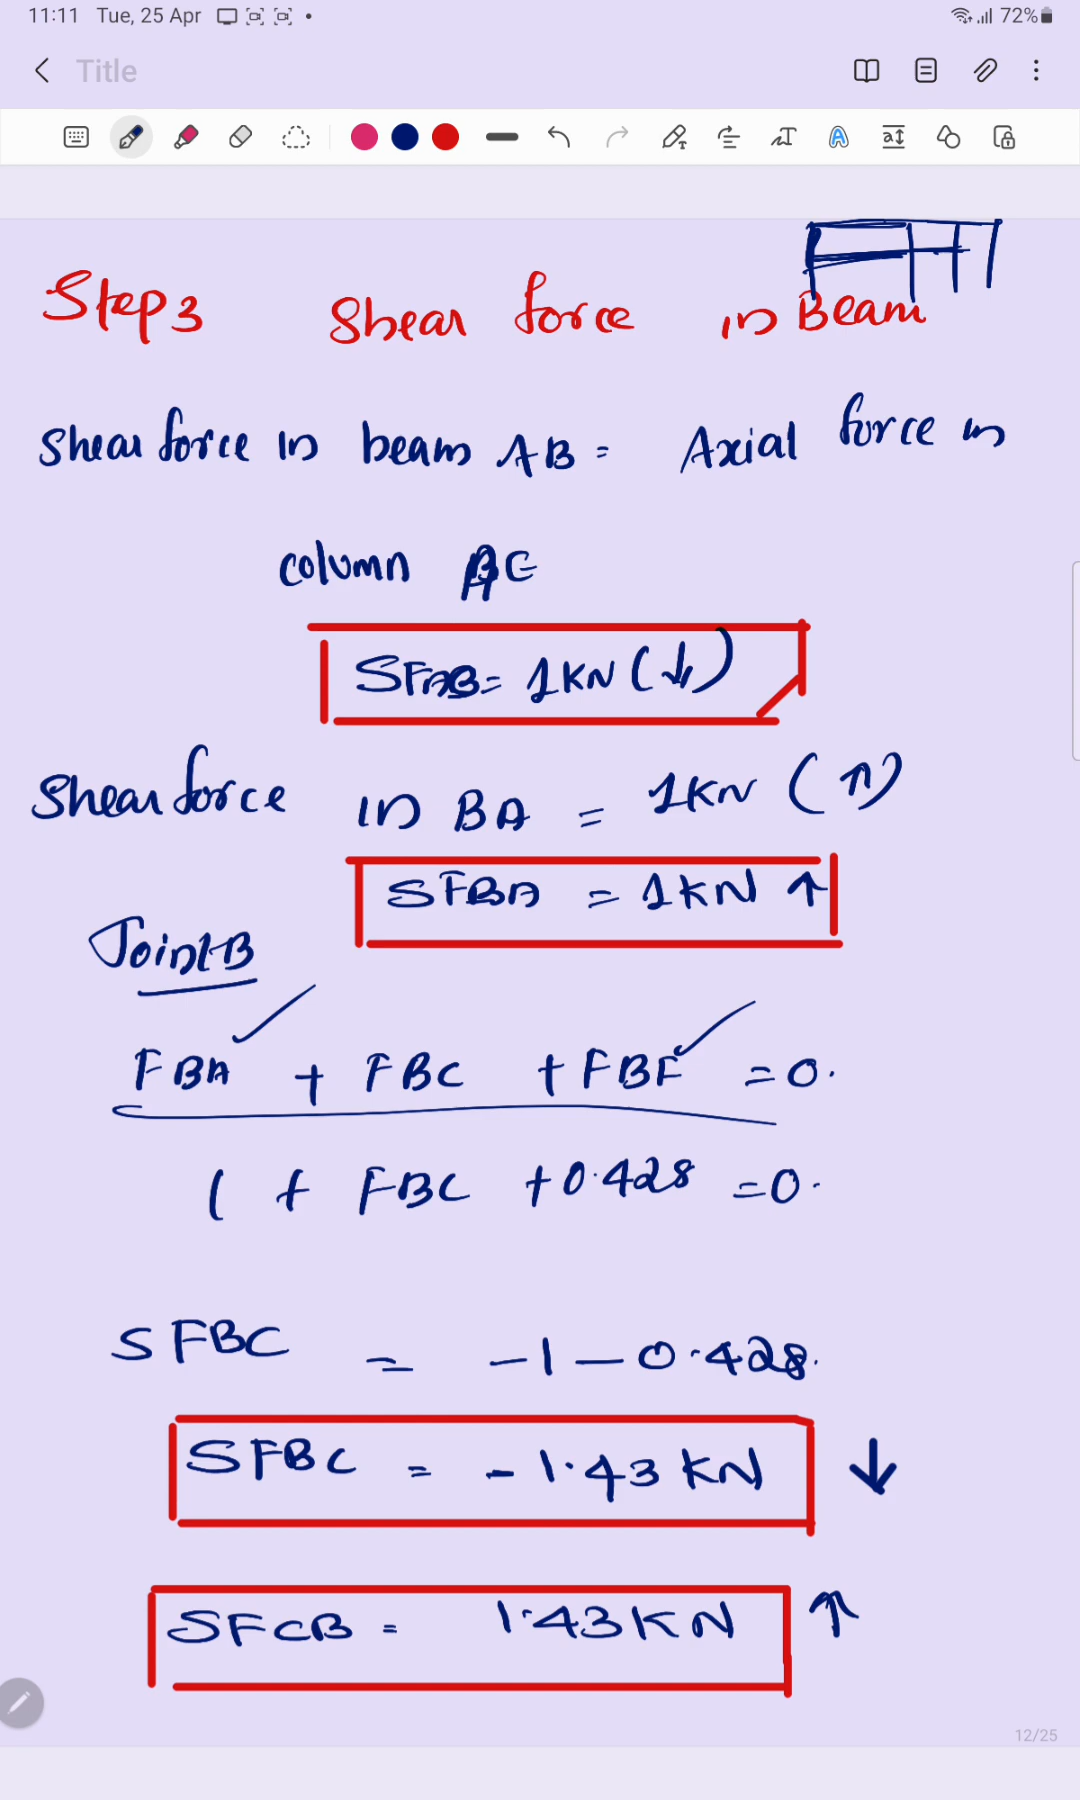 11:11 Tue, 25 Apr 72%
Title
Step 3 Shear force in Beam
Shear force in beam AB = Axial force in
column AE
SFAB = 1KN (↓)
Shear force in BA = 1KN (↑)
SFBA = 1KN ↑
Joint B
FBA + FBC + FBF = 0.
1 + FBC + 0.428 = 0.
SFBC = -1 - 0.428.
SFBC = -1.43 KN ↓
SFCB = 1.43 KN ↑
12/25